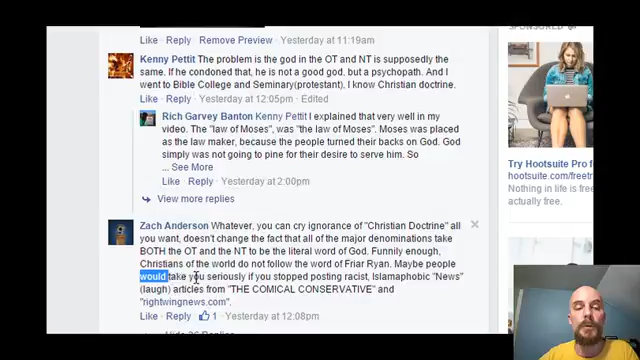 SPONSORED
Like · Reply · Remove Preview · Yesterday at 11:19am
Kenny Pettit The problem is the god in the OT and NT is supposedly the
same. If he condoned that, he is not a good god, but a psychopath. And I
went to Bible College and Seminary(protestant), I know Christian doctrine.
Like · Reply · Yesterday at 12:05pm · Edited
Rich Garvey Banton Kenny Pettit I explained that very well in my
video. The "law of Moses", was "the law of Moses". Moses was placed
as the law maker, because the people turned their backs on God. God
simply was not going to pine for their desire to serve him. So
... See More
Like · Reply · Yesterday at 2:00pm
View more replies
Zach Anderson Whatever, you can cry ignorance of "Christian Doctrine" all
you want, doesn't change the fact that all of the major denominations take
BOTH the OT and the NT to be the literal word of God. Funnily enough,
Christians of the world do not follow the word of Friar Ryan. Maybe people
would take you seriously if you stopped posting racist, Islamaphobic "News"
(laugh) articles from "THE COMICAL CONSERVATIVE" and
"rightwingnews.com".
Like · Reply · 1 · Yesterday at 12:08pm
Try Hootsuite Pro f
hootsuite.com/freetr
Nothing in life is free
actually free.